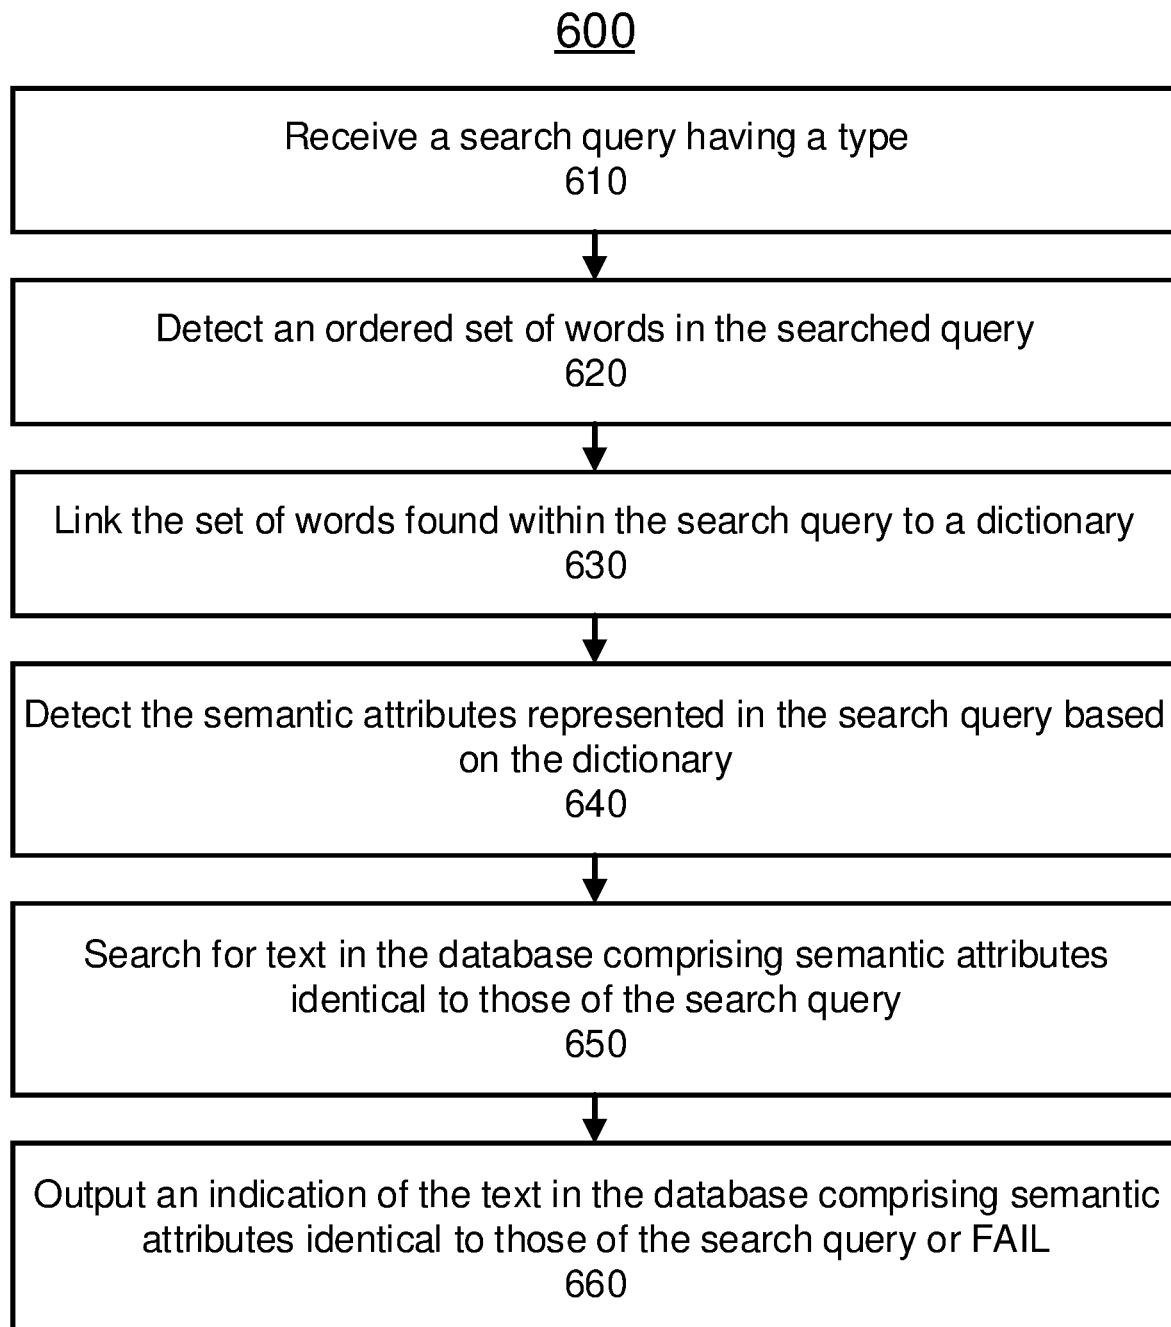 600
Receive a search query having a type
610
Detect an ordered set of words in the searched query
620
Link the set of words found within the search query to a dictionary
630
Detect the semantic attributes represented in the search query based
on the dictionary
640
Search for text in the database comprising semantic attributes
identical to those of the search query
650
Output an indication of the text in the database comprising semantic
attributes identical to those of the search query or FAIL
660